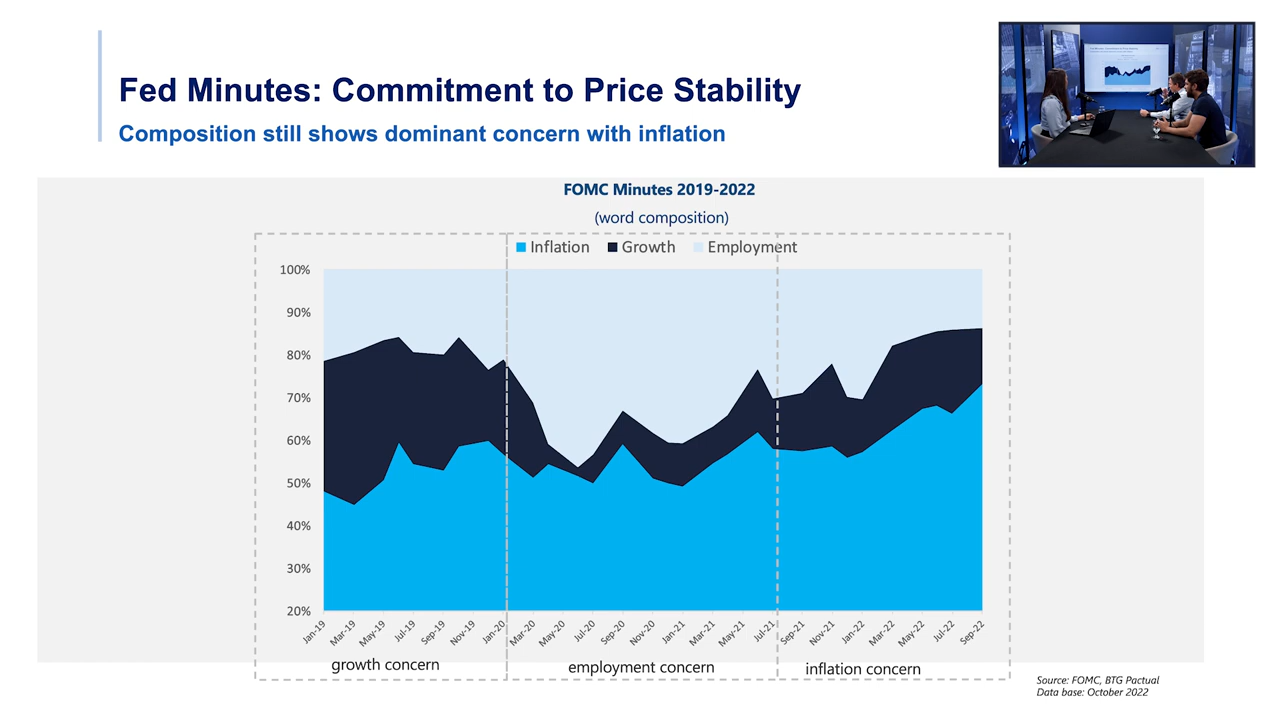 Fed Minutes: Commitment to Price Stability
Composition still shows dominant concern with inflation
FOMC Minutes 2019-2022
(word composition)
Inflation Growth Employment
100%
90%
80%
70%
60%
50%
40%
30%
20%
Jan-19 Mar-19 May-19 Jul-19 Sep-19 Nov-19 Jan-20 Mar-20 May-20 Jul-20 Sep-20 Nov-20 Jan-21 Mar-21 May-21 Jul-21 Sep-21 Nov-21 Jan-22 Mar-22 May-22 Jul-22 Sep-22
growth concern employment concern inflation concern
Source: FOMC, BTG Pactual
Data base: October 2022